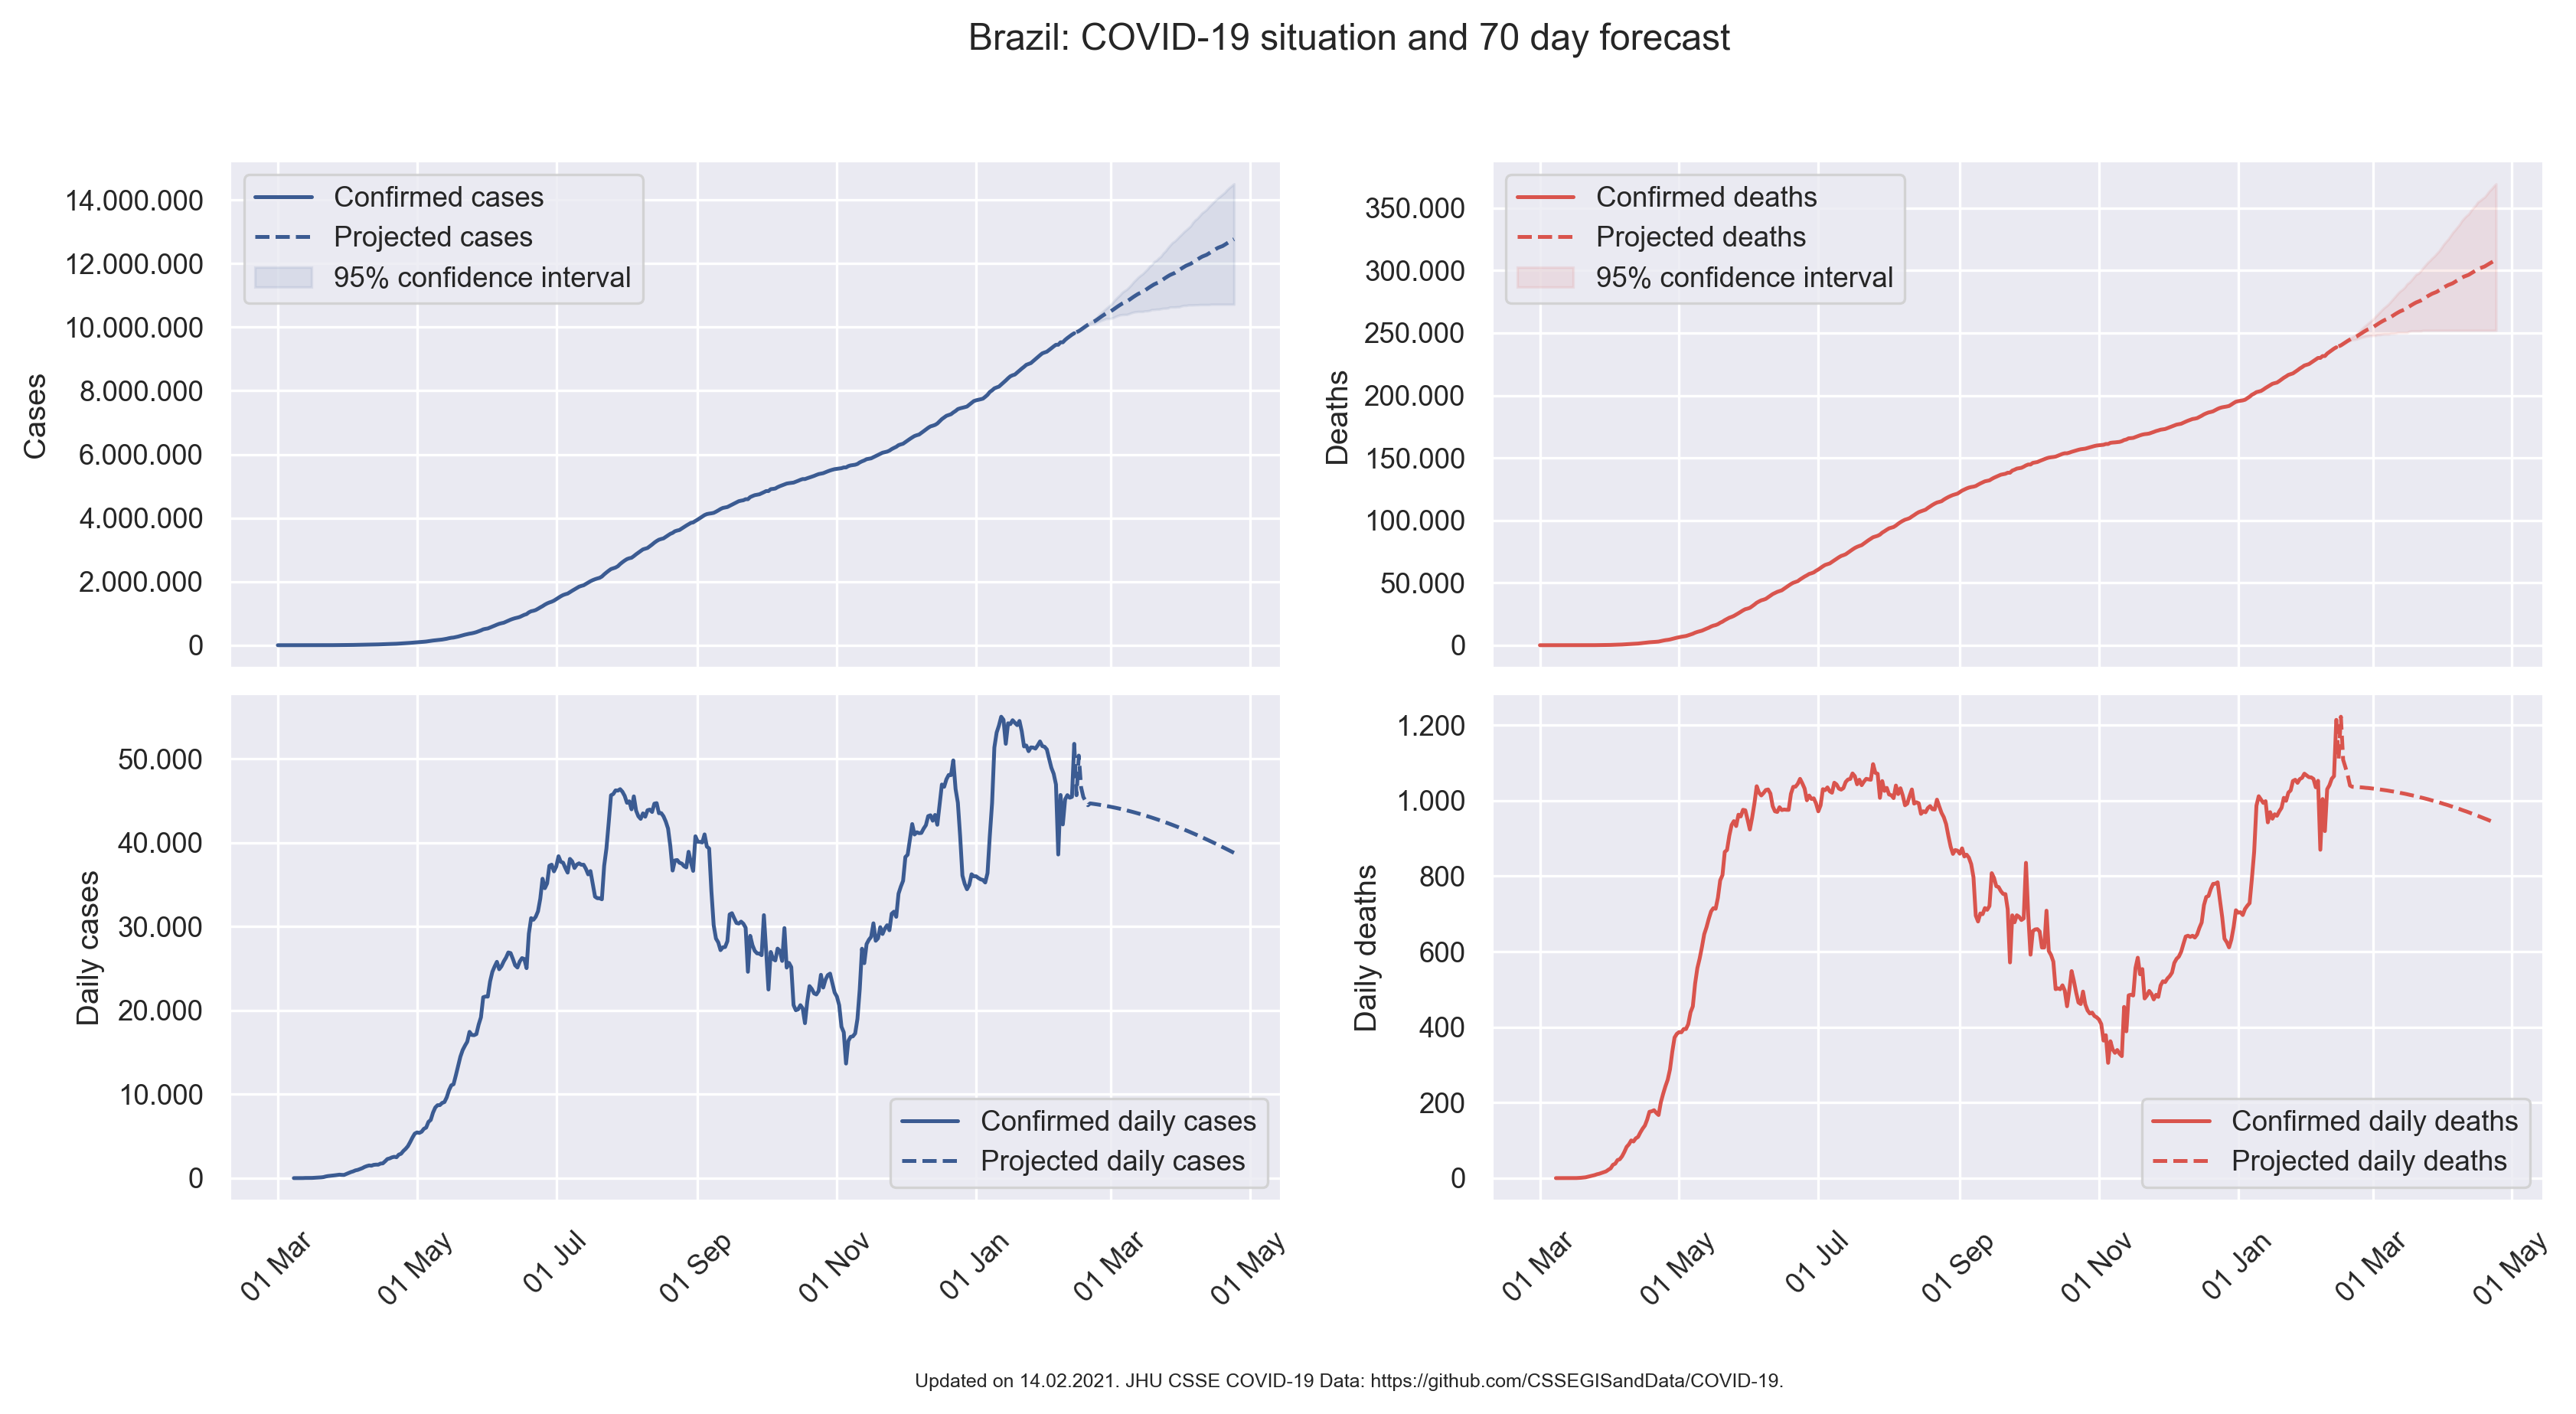 Brazil: COVID-19 situation and 70 day forecast
Cases
14.000.000
12.000.000
10.000.000
8.000.000
6.000.000
4.000.000
2.000.000
0
Confirmed cases
Projected cases
95% confidence interval
Deaths
350.000
300.000
250.000
200.000
150.000
100.000
50.000
0
Confirmed deaths
Projected deaths
95% confidence interval
Daily cases
50.000
40.000
30.000
20.000
10.000
0
Confirmed daily cases
Projected daily cases
01 Mar
01 May
01 Jul
01 Sep
01 Nov
01 Jan
01 Mar
01 May
Daily deaths
1.200
1.000
800
600
400
200
0
Confirmed daily deaths
Projected daily deaths
01 Mar
01 May
01 Jul
01 Sep
01 Nov
01 Jan
01 Mar
01 May
Updated on 14.02.2021. JHU CSSE COVID-19 Data: https://github.com/CSSEGISandData/COVID-19.